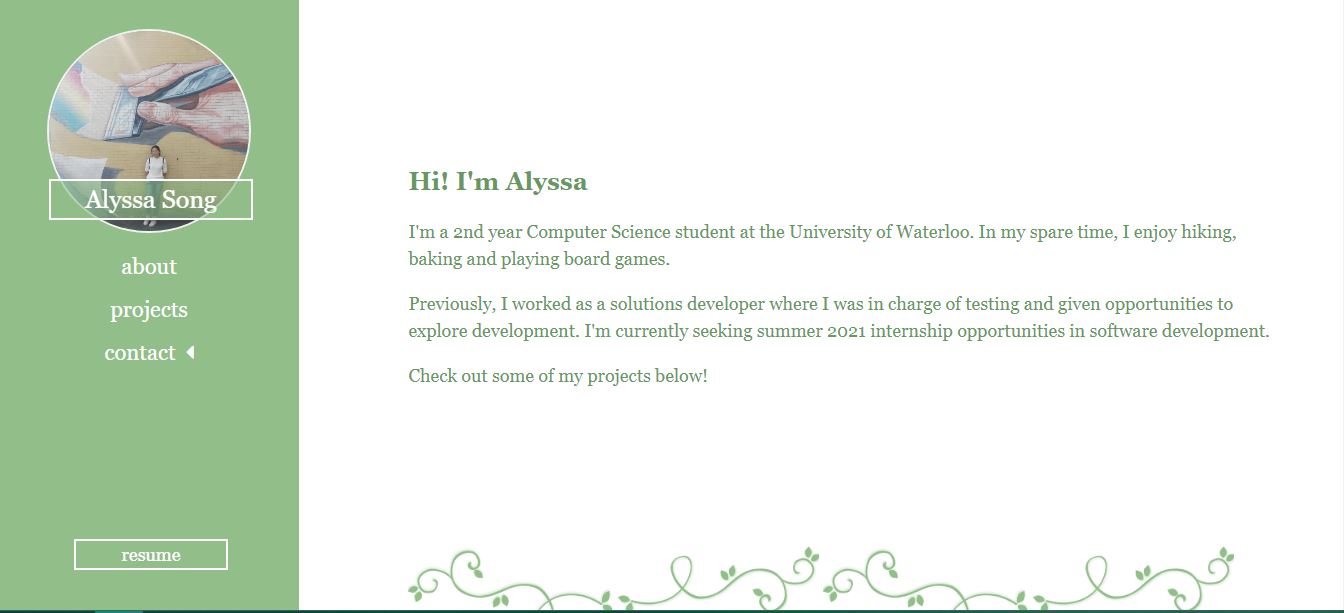 Alyssa Song
about
projects
contact
resume
Hi! I'm Alyssa
I'm a 2nd year Computer Science student at the University of Waterloo. In my spare time, I enjoy hiking,
baking and playing board games.
Previously, I worked as a solutions developer where I was in charge of testing and given opportunities to
explore development. I'm currently seeking summer 2021 internship opportunities in software development.
Check out some of my projects below!